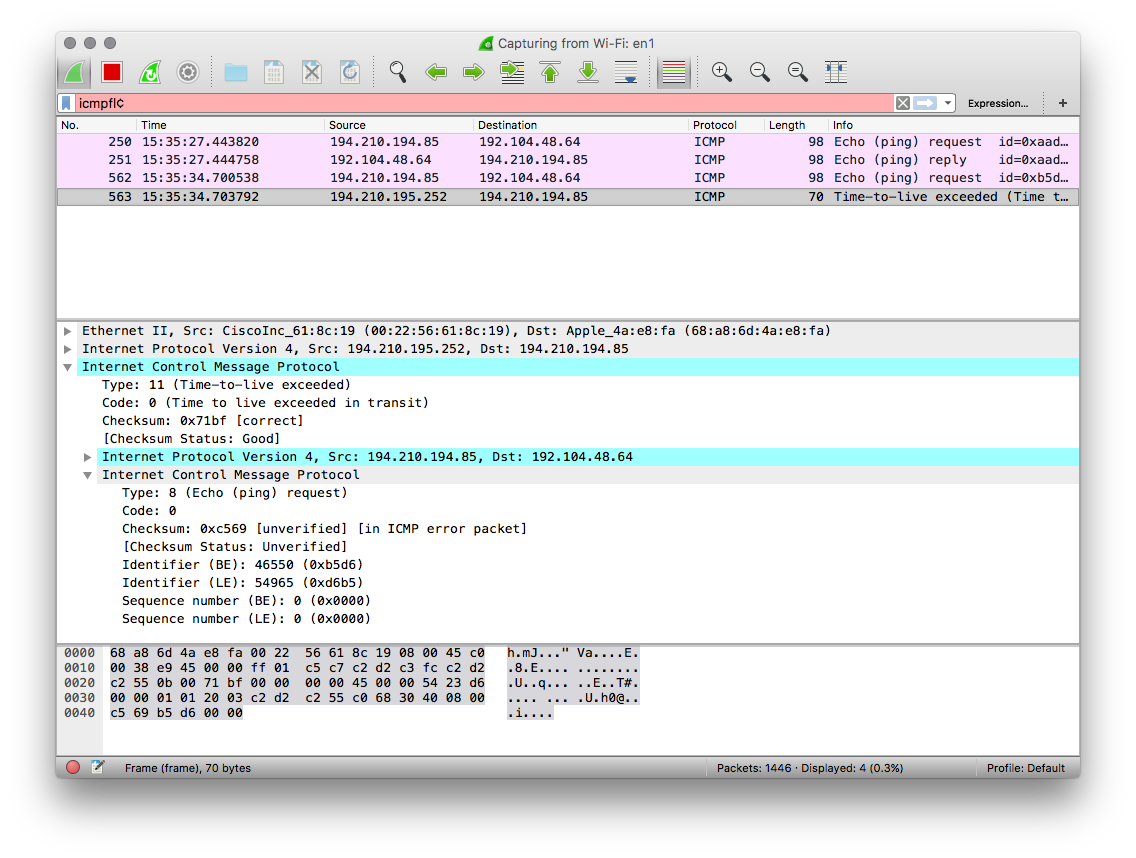 Capturing from Wi-Fi: en1
icmpfl¢ Expression... +
No. Time Source Destination Protocol Length Info
250 15:35:27.443820 194.210.194.85 192.104.48.64 ICMP 98 Echo (ping) request id=0xaad…
251 15:35:27.444758 192.104.48.64 194.210.194.85 ICMP 98 Echo (ping) reply id=0xaad…
562 15:35:34.700538 194.210.194.85 192.104.48.64 ICMP 98 Echo (ping) request id=0xb5d…
563 15:35:34.703792 194.210.195.252 194.210.194.85 ICMP 70 Time-to-live exceeded (Time t…
Ethernet II, Src: CiscoInc_61:8c:19 (00:22:56:61:8c:19), Dst: Apple_4a:e8:fa (68:a8:6d:4a:e8:fa)
Internet Protocol Version 4, Src: 194.210.195.252, Dst: 194.210.194.85
Internet Control Message Protocol
Type: 11 (Time-to-live exceeded)
Code: 0 (Time to live exceeded in transit)
Checksum: 0x71bf [correct]
[Checksum Status: Good]
Internet Protocol Version 4, Src: 194.210.194.85, Dst: 192.104.48.64
Internet Control Message Protocol
Type: 8 (Echo (ping) request)
Code: 0
Checksum: 0xc569 [unverified] [in ICMP error packet]
[Checksum Status: Unverified]
Identifier (BE): 46550 (0xb5d6)
Identifier (LE): 54965 (0xd6b5)
Sequence number (BE): 0 (0x0000)
Sequence number (LE): 0 (0x0000)
0000 68 a8 6d 4a e8 fa 00 22 56 61 8c 19 08 00 45 c0 h.mJ..." Va....E.
0010 00 38 e9 45 00 00 ff 01 c5 c7 c2 d2 c3 fc c2 d2 .8.E.... ........
0020 c2 55 0b 00 71 bf 00 00 00 00 45 00 00 54 23 d6 .U..q... ..E..T#.
0030 00 00 01 01 20 03 c2 d2 c2 55 c0 68 30 40 08 00 .... ... .U.h0@..
0040 c5 69 b5 d6 00 00 .i....
Frame (frame), 70 bytes Packets: 1446 · Displayed: 4 (0.3%) Profile: Default